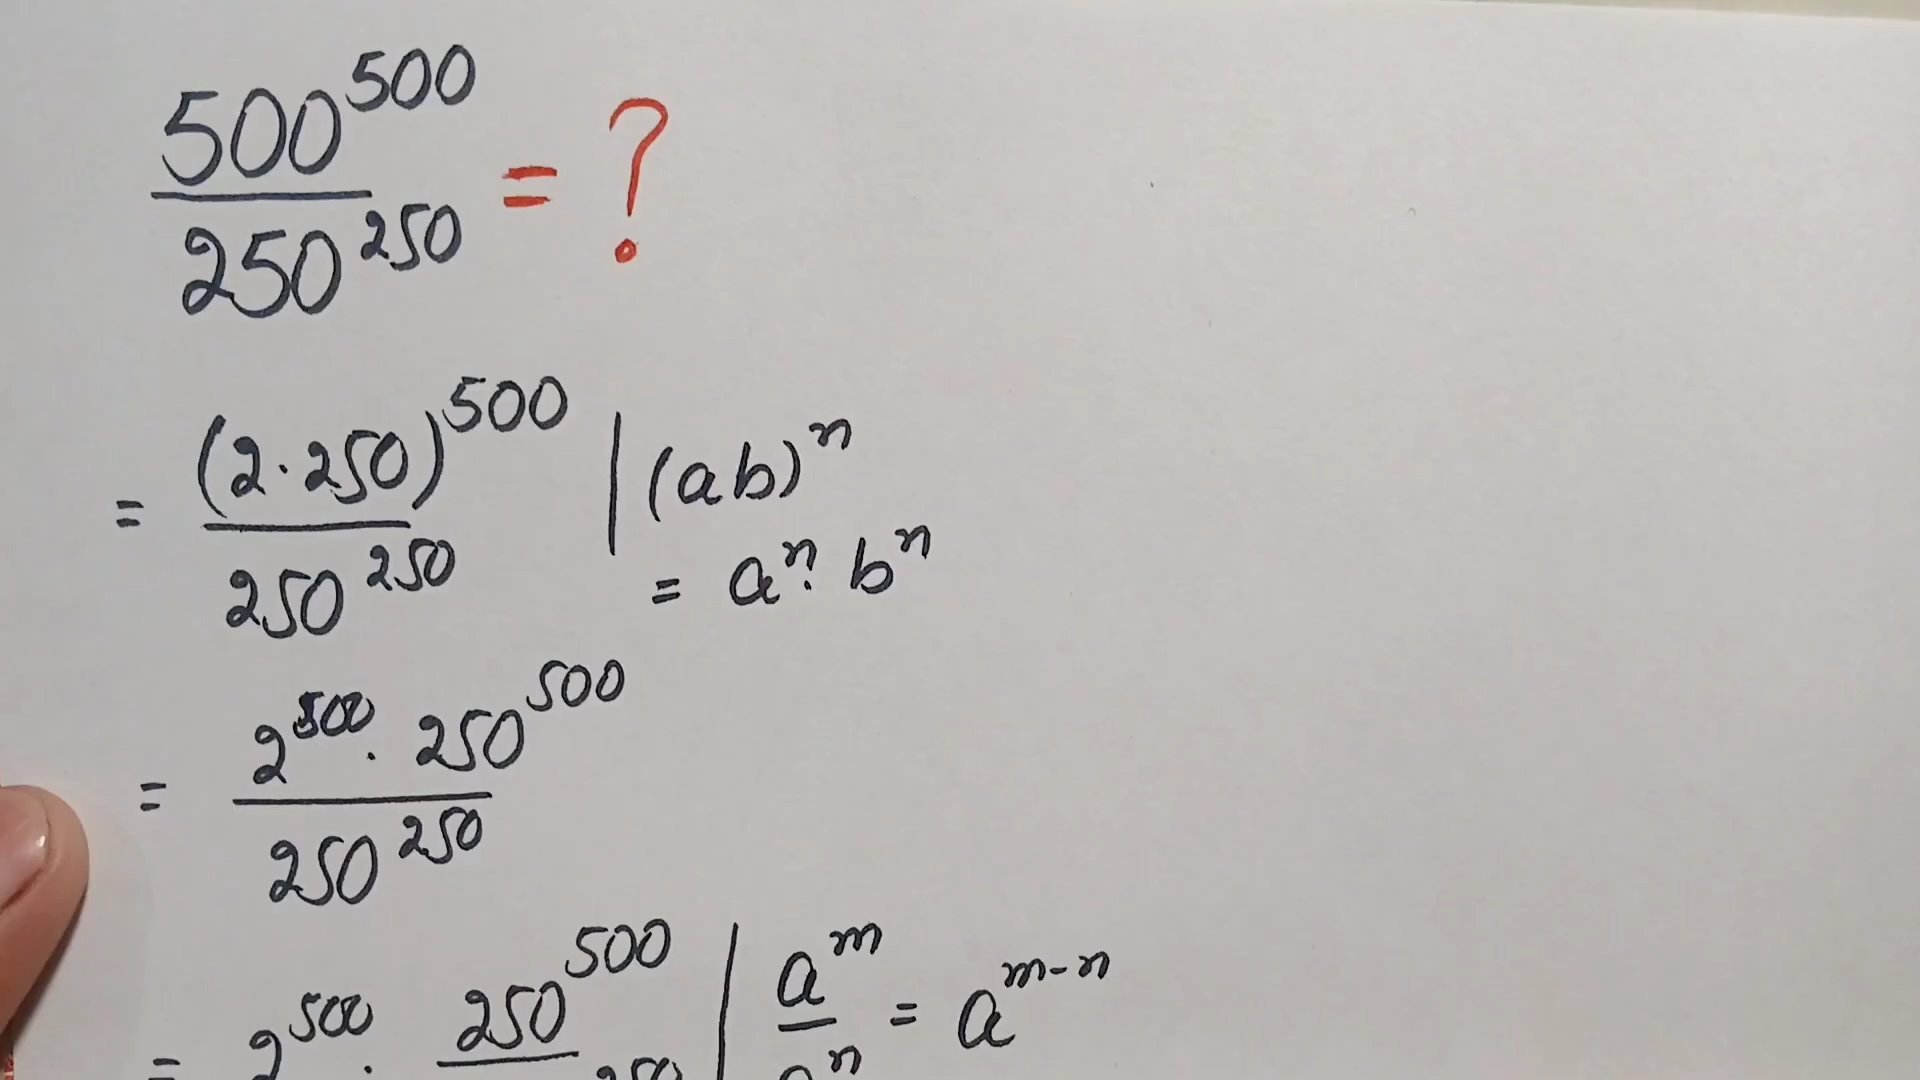 500^500
——— = ?
250^250
= (2·250)^500 / 250^250 | (ab)^n
= a^n · b^n
= 2^500 · 250^500 / 250^250
= 2^500 · 250^500 / 250 | a^m / a^n = a^m-n